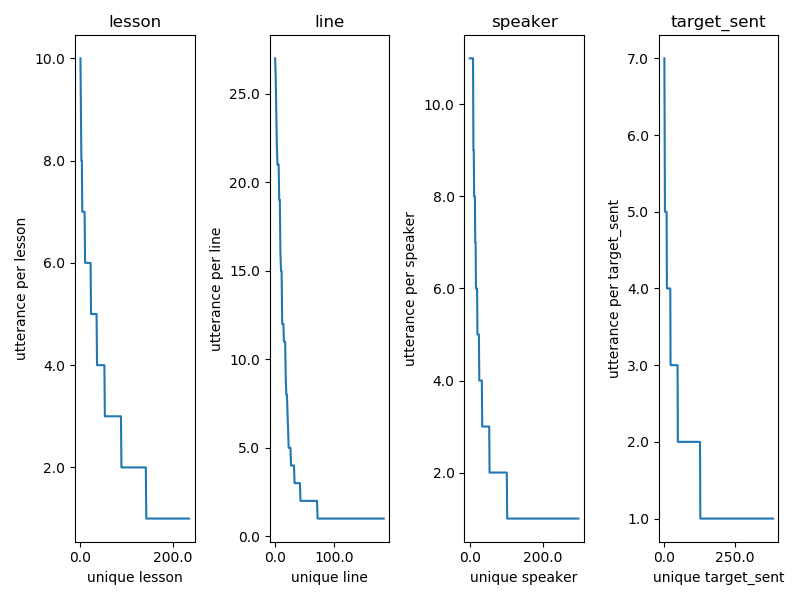 lesson
line
speaker
target_sent
utterance per lesson
10.0
8.0
6.0
4.0
2.0
0.0
200.0
unique lesson
utterance per line
25.0
20.0
15.0
10.0
5.0
0.0
0.0
100.0
unique line
utterance per speaker
10.0
8.0
6.0
4.0
2.0
0.0
200.0
unique speaker
utterance per target_sent
7.0
6.0
5.0
4.0
3.0
2.0
1.0
0.0
250.0
unique target_sent